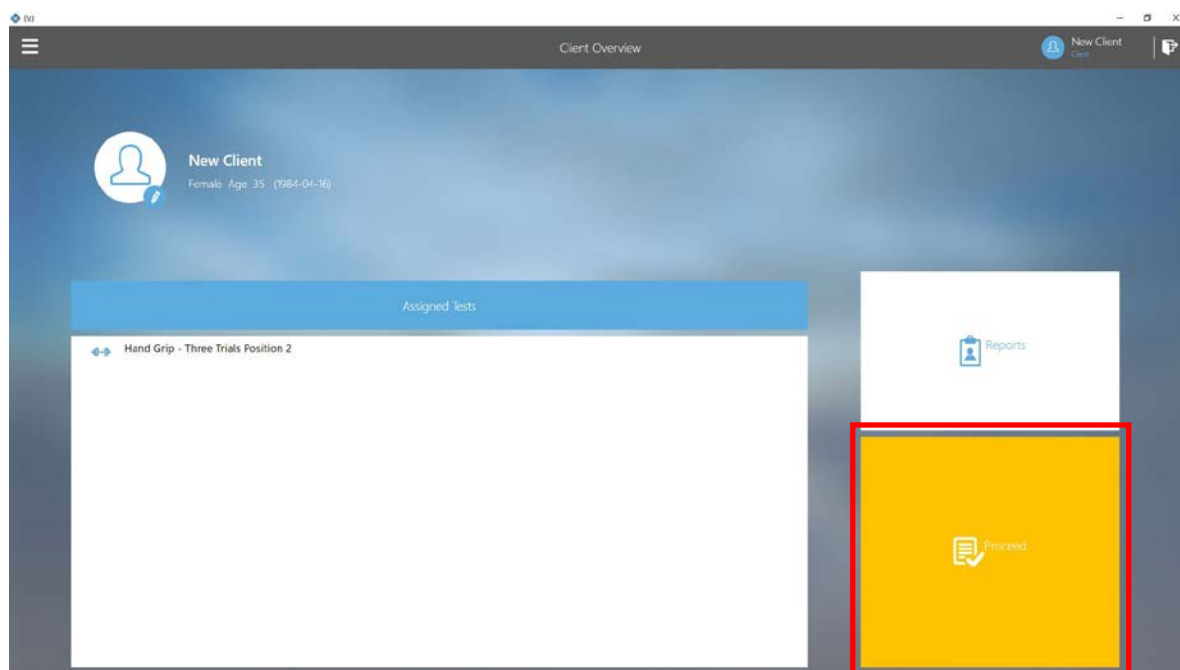 (V)
Client Overview
New Client
Client
New Client
Female Age 35 (1984-04-16)
Assigned Tests
Hand Grip - Three Trials Position 2
Reports
Proceed